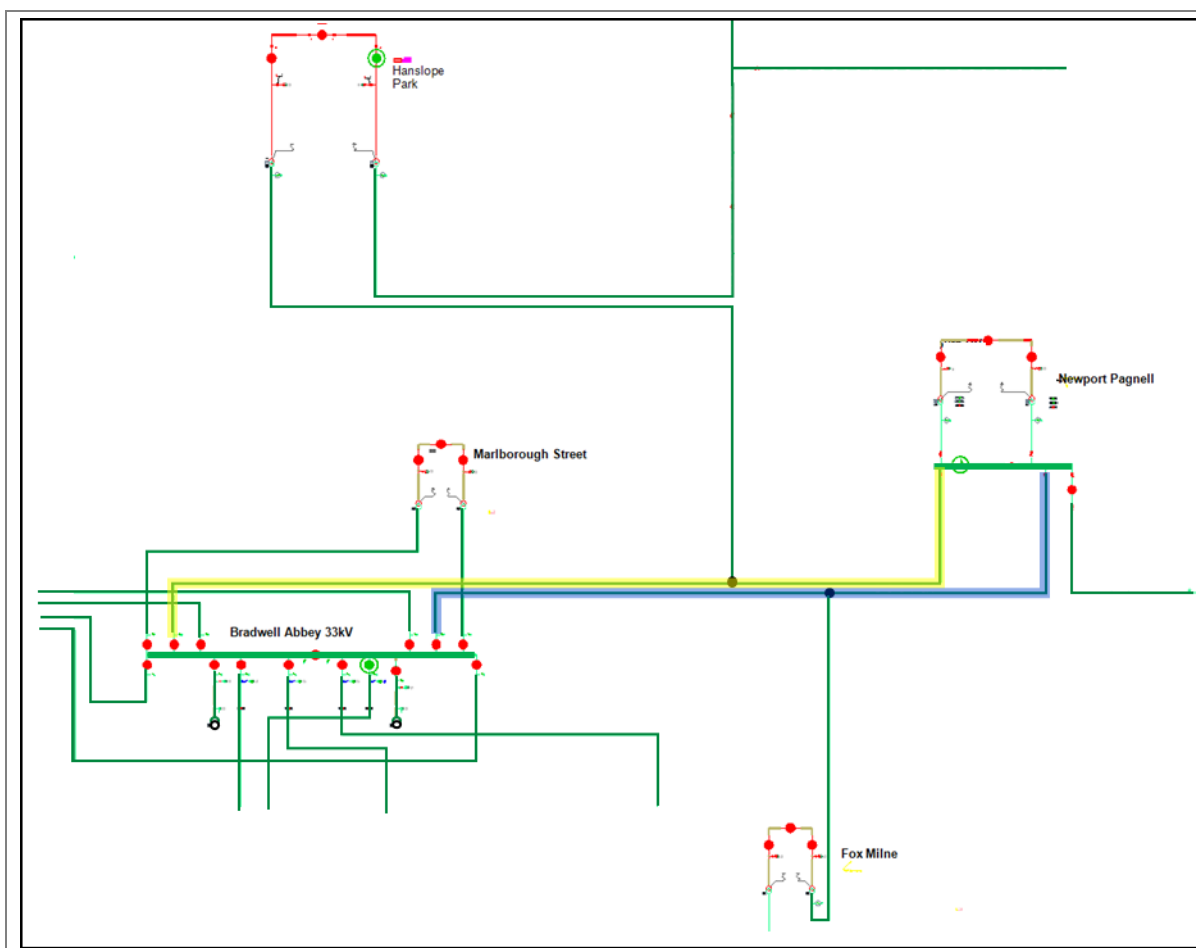 Hanslope
Park
Newport Pagnell
Marlborough Street
Bradwell Abbey 33kV
Fox Milne